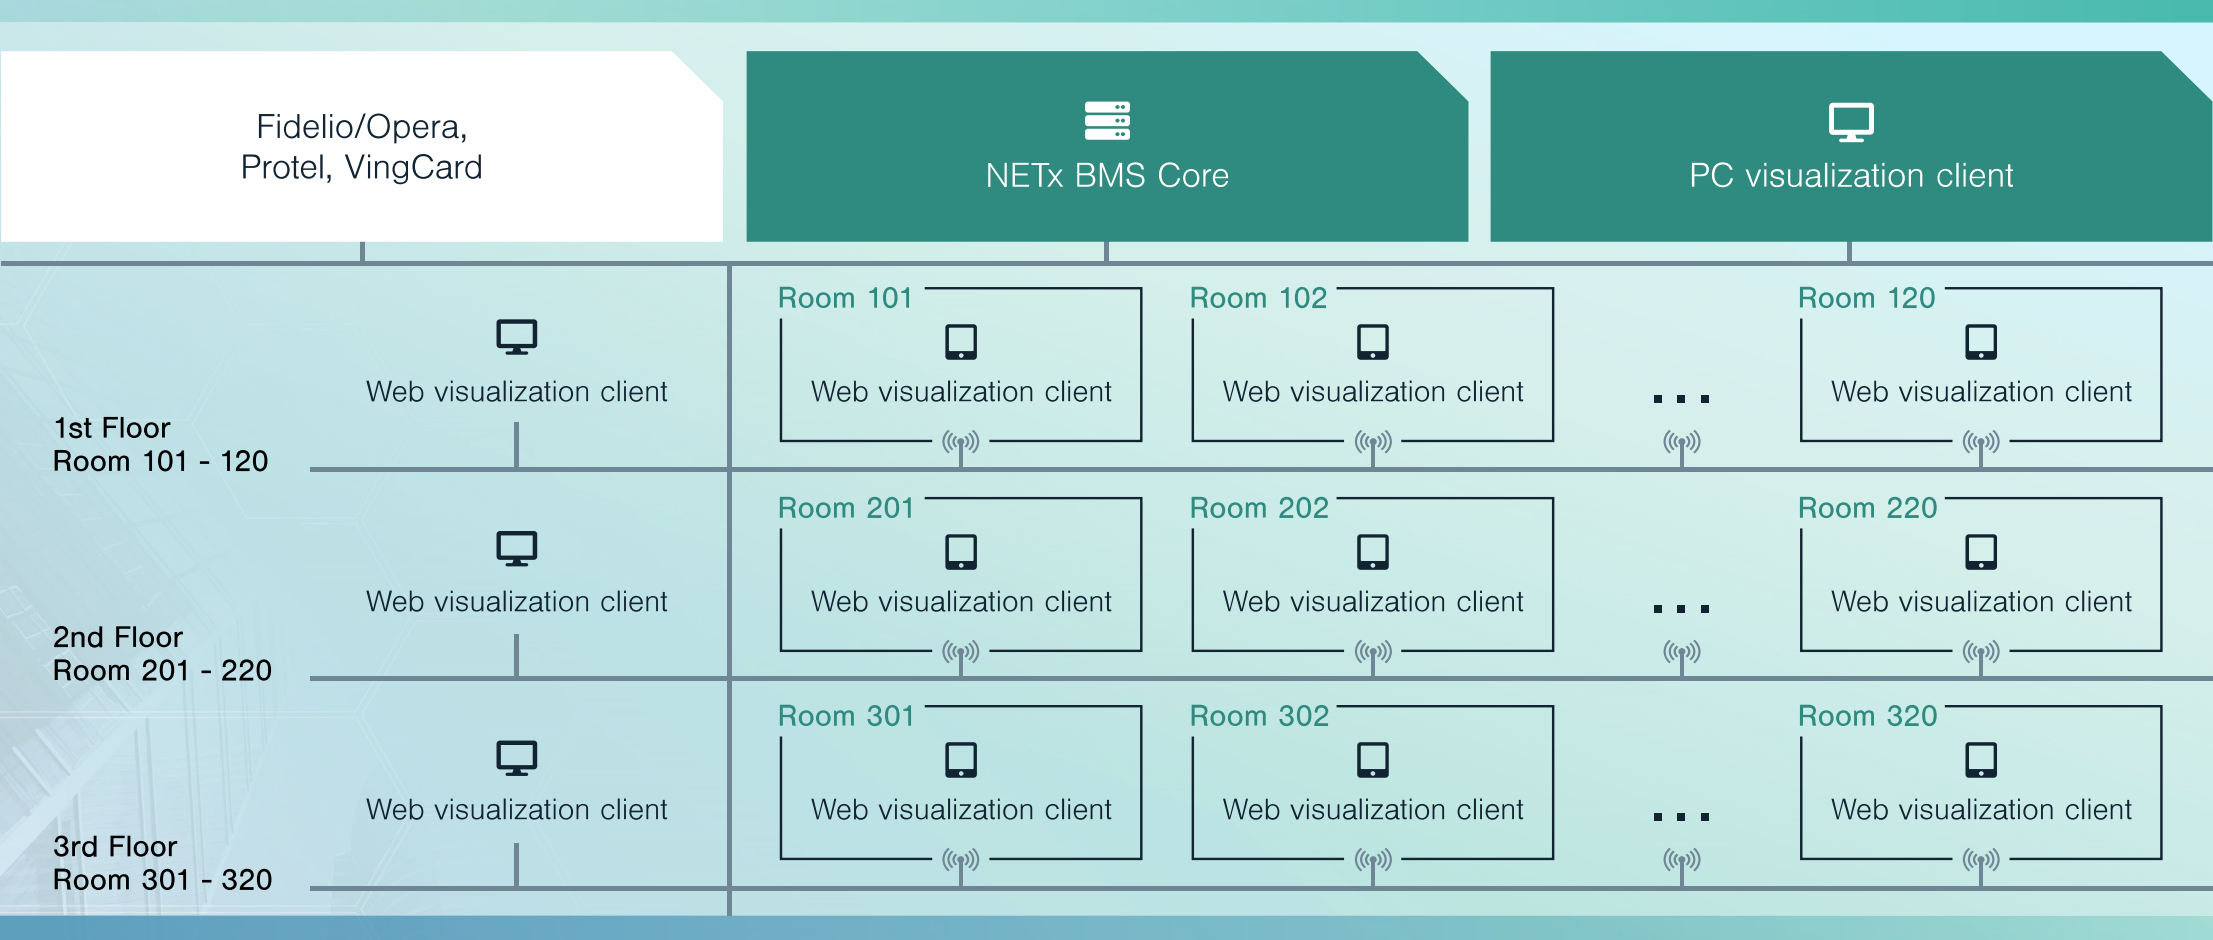 Fidelio/Opera,
Protel, VingCard
NETx BMS Core
PC visualization client
1st Floor
Room 101 - 120
Web visualization client
Room 101
Web visualization client
Room 102
Web visualization client
...
Room 120
Web visualization client
2nd Floor
Room 201 - 220
Web visualization client
Room 201
Web visualization client
Room 202
Web visualization client
...
Room 220
Web visualization client
3rd Floor
Room 301 - 320
Web visualization client
Room 301
Web visualization client
Room 302
Web visualization client
...
Room 320
Web visualization client